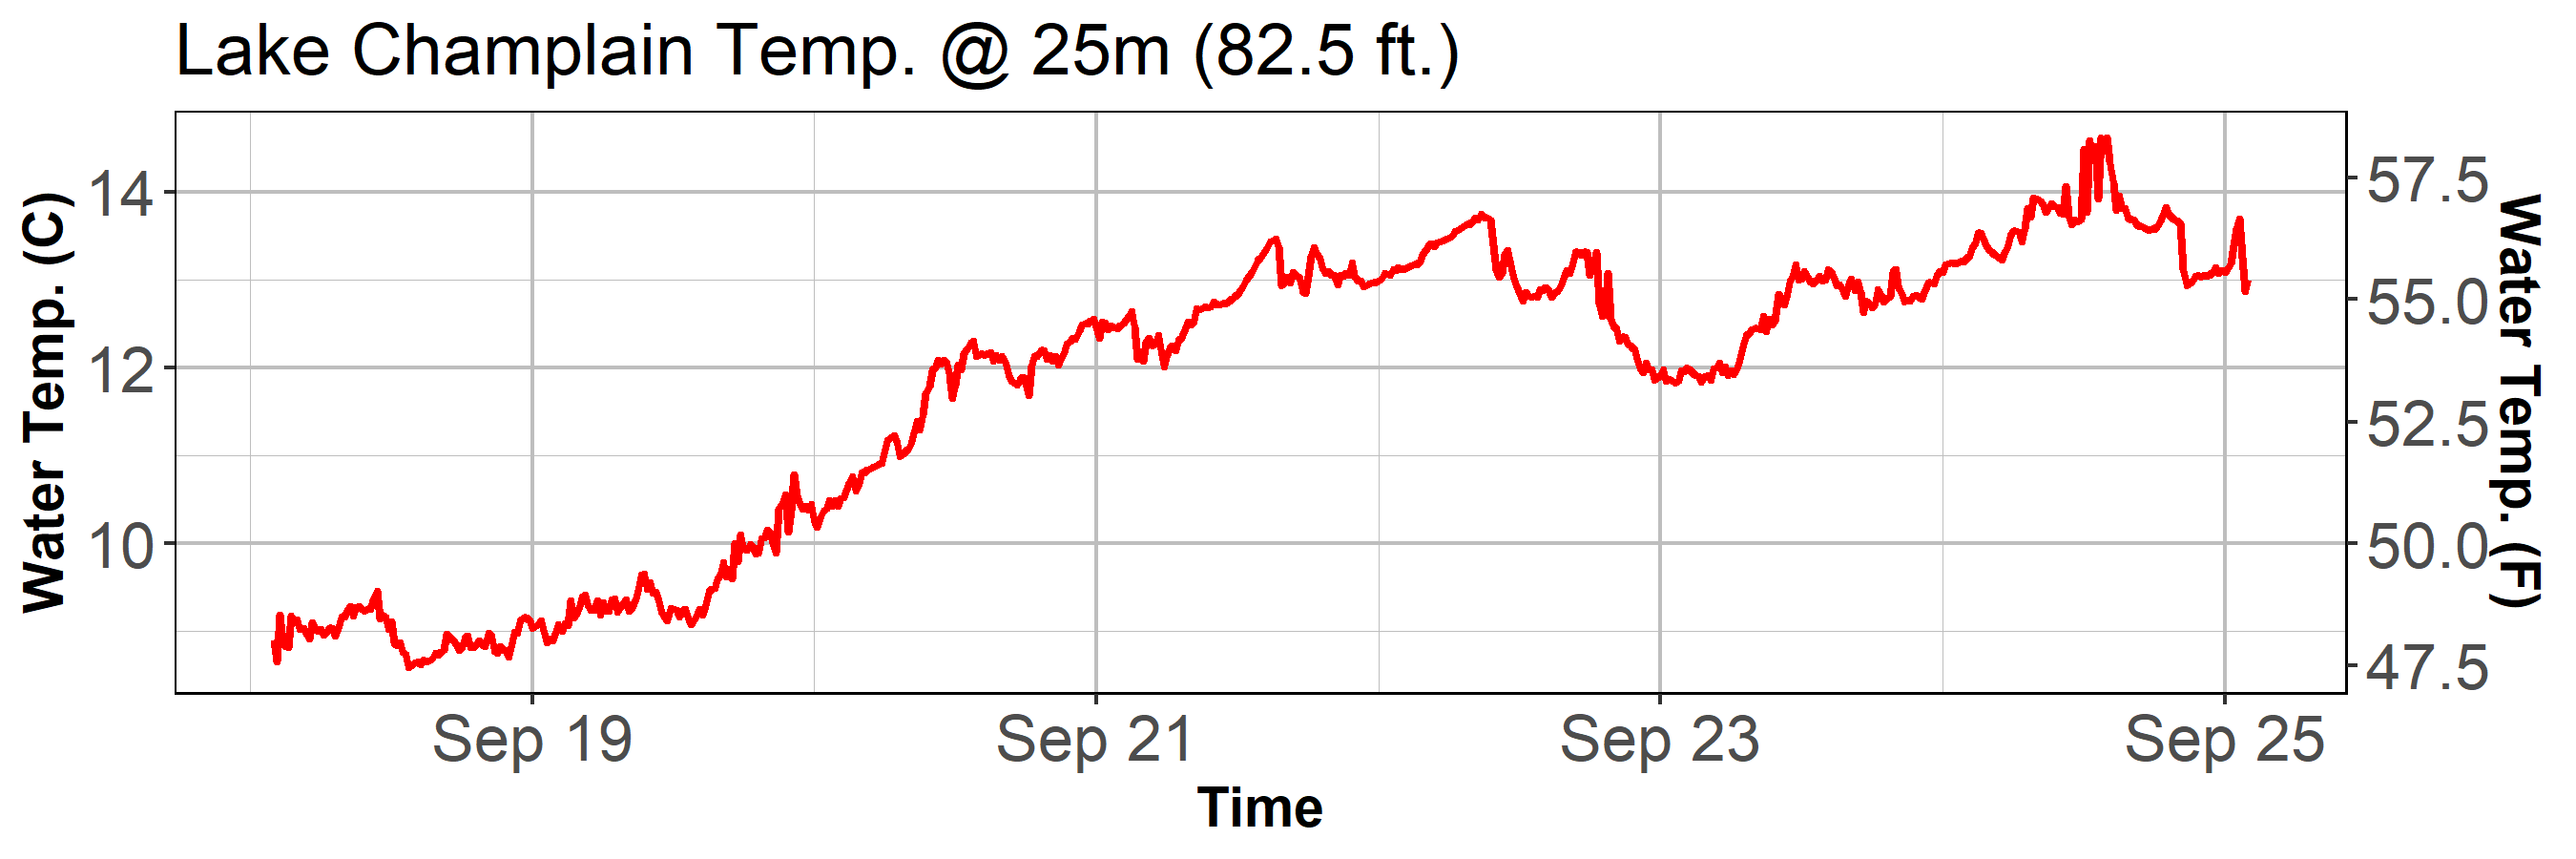 Lake Champlain Temp. @ 25m (82.5 ft.)
Water Temp. (C)
14
12
10
57.5
55.0
52.5
50.0
47.5
Water Temp. (F)
Sep 19 Sep 21 Sep 23 Sep 25
Time